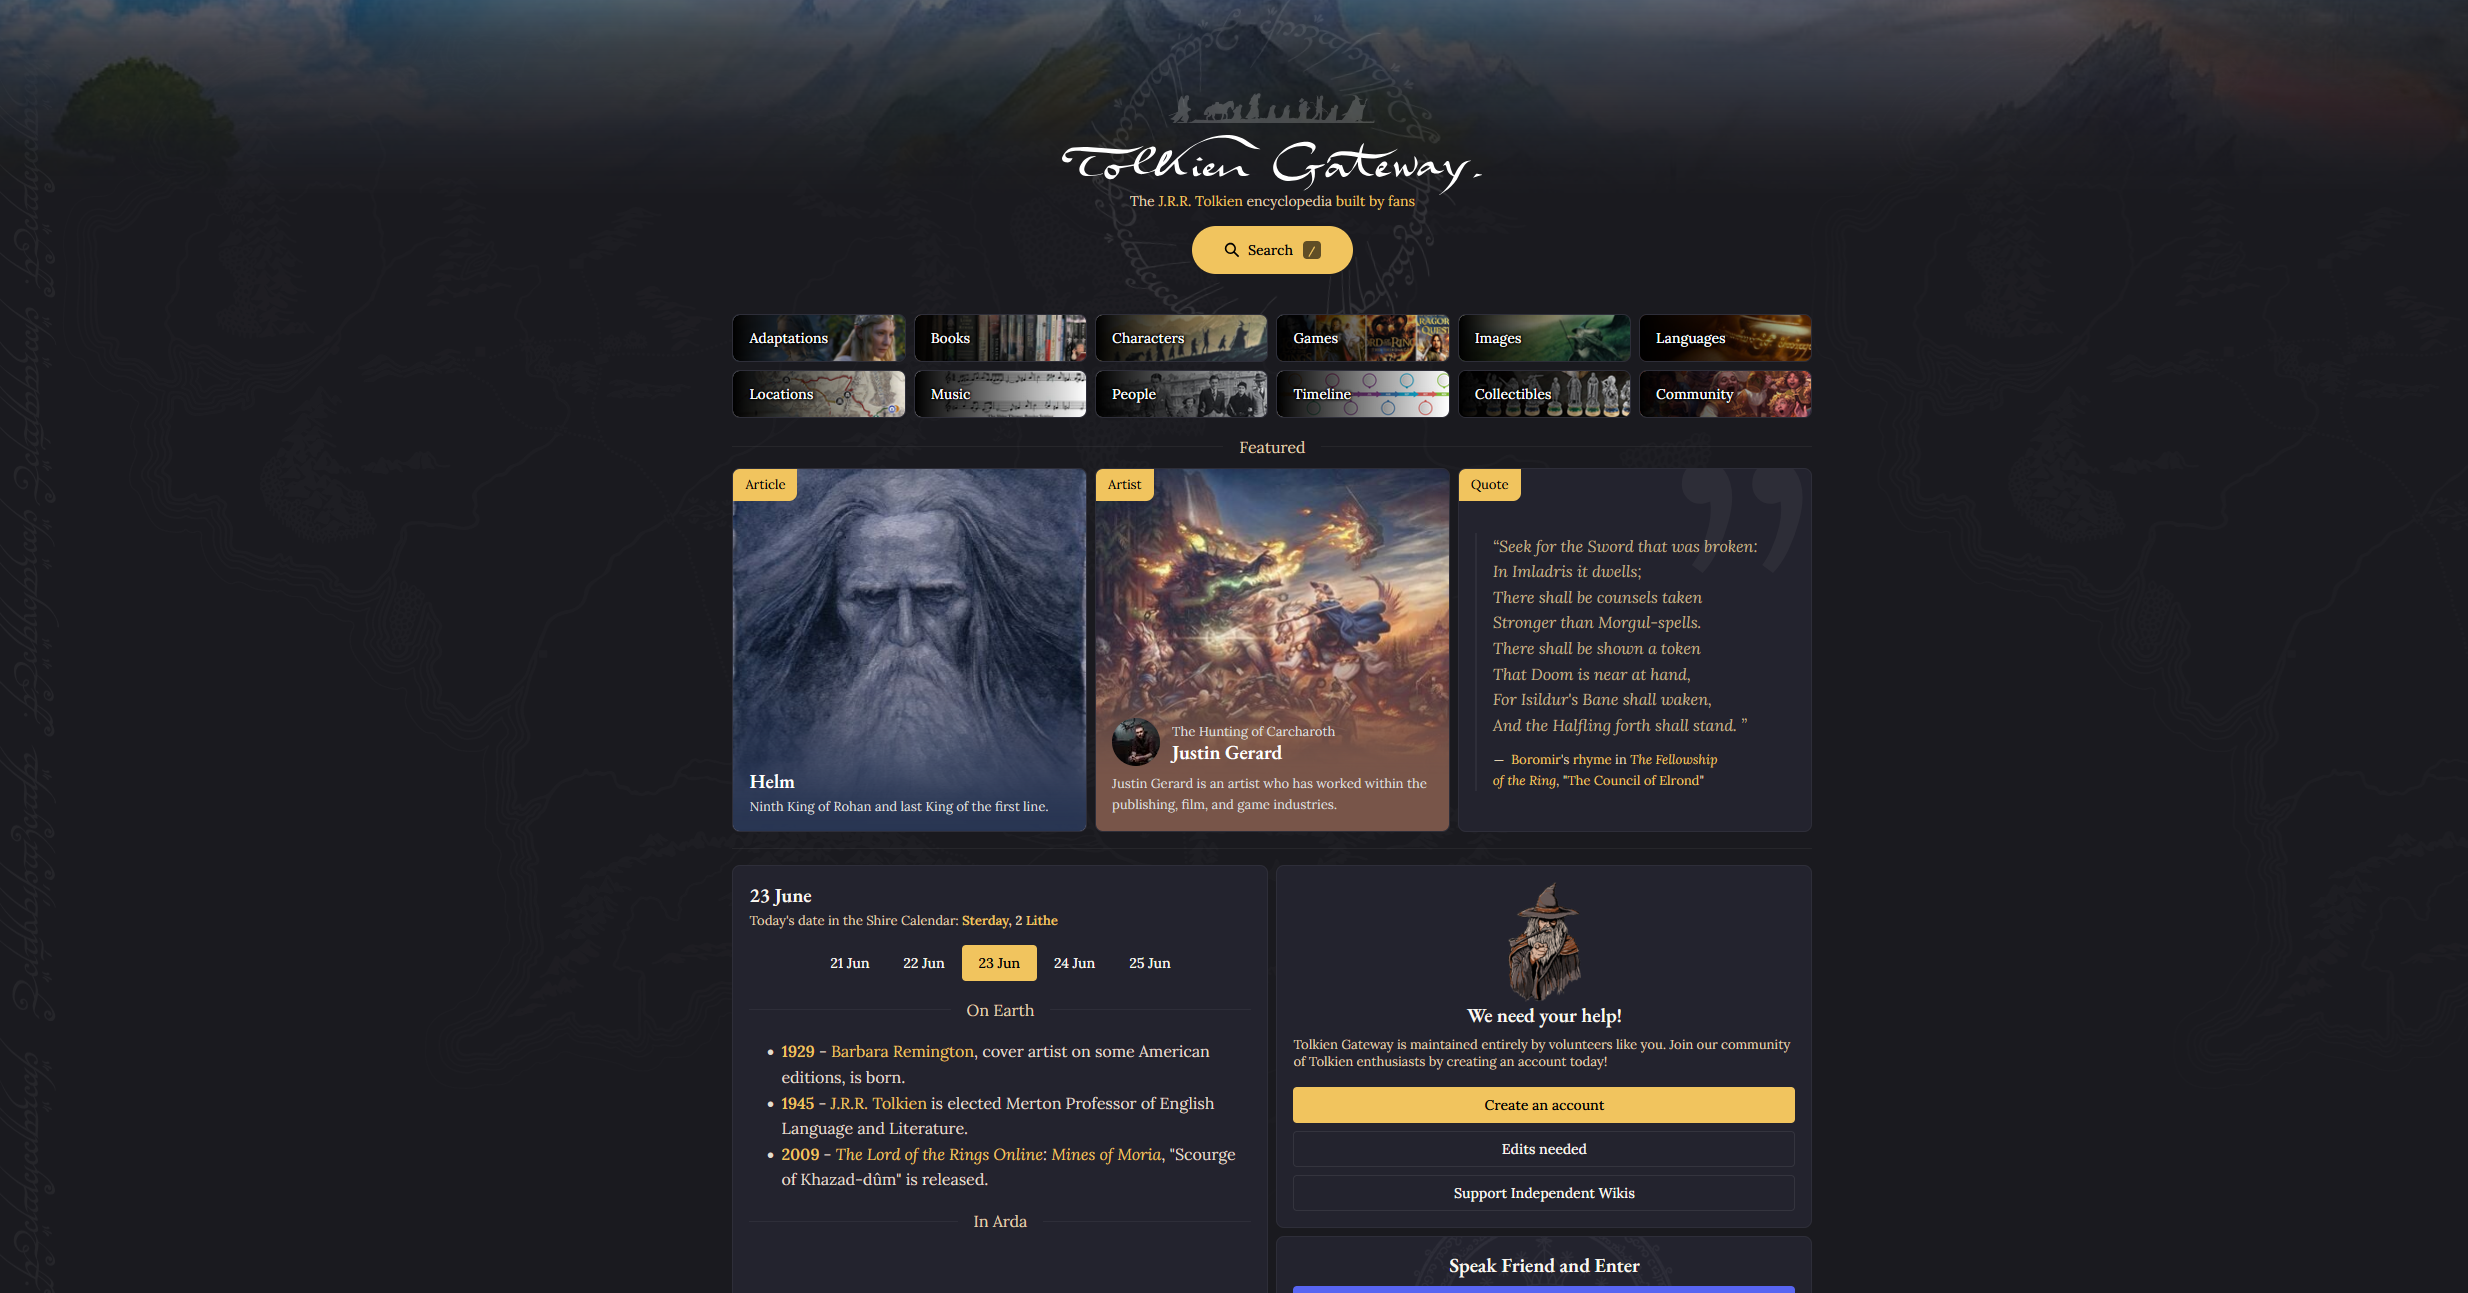 Tolkien Gateway.
The J.R.R. Tolkien encyclopedia built by fans
Search /
Adaptations
Books
Characters
Games
Images
Languages
Locations
Music
People
Timeline
Collectibles
Community
Featured
Article
Helm
Ninth King of Rohan and last King of the first line.
Artist
The Hunting of Carcharoth
Justin Gerard
Justin Gerard is an artist who has worked within the
publishing, film, and game industries.
Quote
“Seek for the Sword that was broken:
In Imladris it dwells;
There shall be counsels taken
Stronger than Morgul-spells.
There shall be shown a token
That Doom is near at hand,
For Isildur's Bane shall waken,
And the Halfling forth shall stand. ”
— Boromir's rhyme in The Fellowship
of the Ring, "The Council of Elrond"
23 June
Today's date in the Shire Calendar: Sterday, 2 Lithe
21 Jun
22 Jun
23 Jun
24 Jun
25 Jun
On Earth
• 1929 - Barbara Remington, cover artist on some American
editions, is born.
• 1945 - J.R.R. Tolkien is elected Merton Professor of English
Language and Literature.
• 2009 - The Lord of the Rings Online: Mines of Moria, "Scourge
of Khazad-dûm" is released.
In Arda
We need your help!
Tolkien Gateway is maintained entirely by volunteers like you. Join our community
of Tolkien enthusiasts by creating an account today!
Create an account
Edits needed
Support Independent Wikis
Speak Friend and Enter